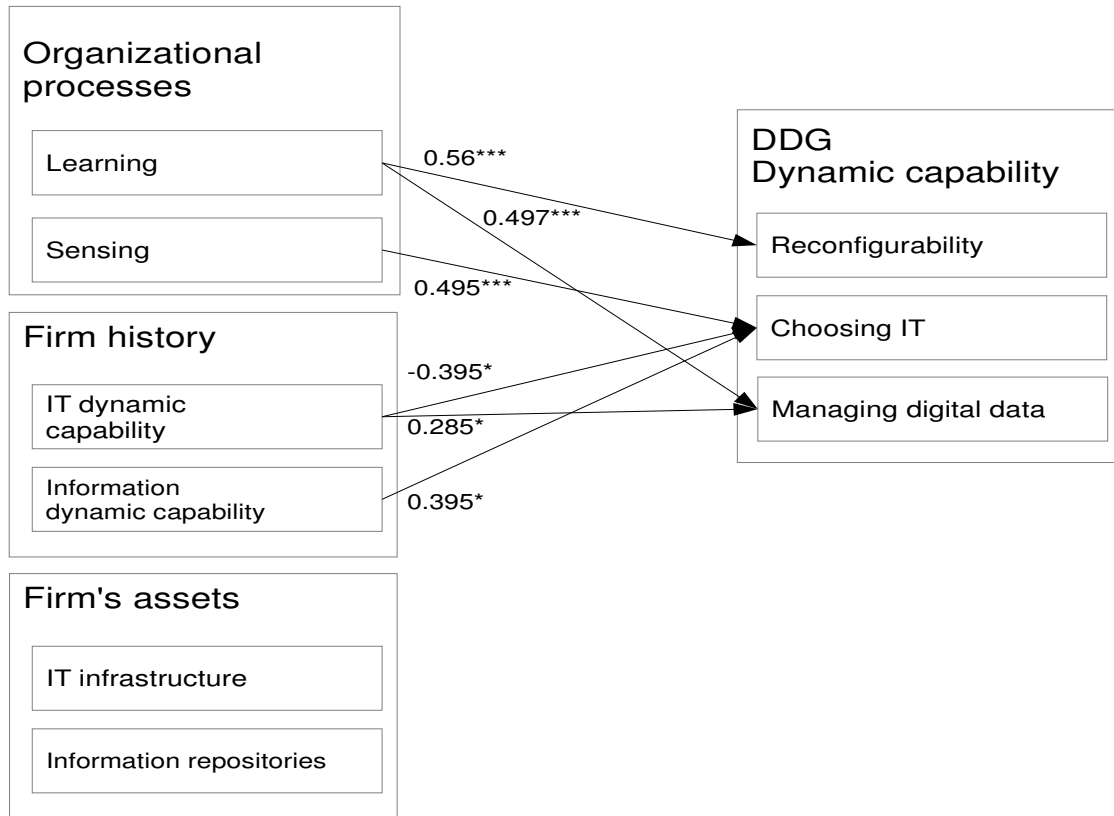 Organizational
processes
Learning
Sensing
Firm history
IT dynamic
capability
Information
dynamic capability
Firm's assets
IT infrastructure
Information repositories
0.56***
0.497***
0.495***
-0.395*
0.285*
0.395*
DDG
Dynamic capability
Reconfigurability
Choosing IT
Managing digital data